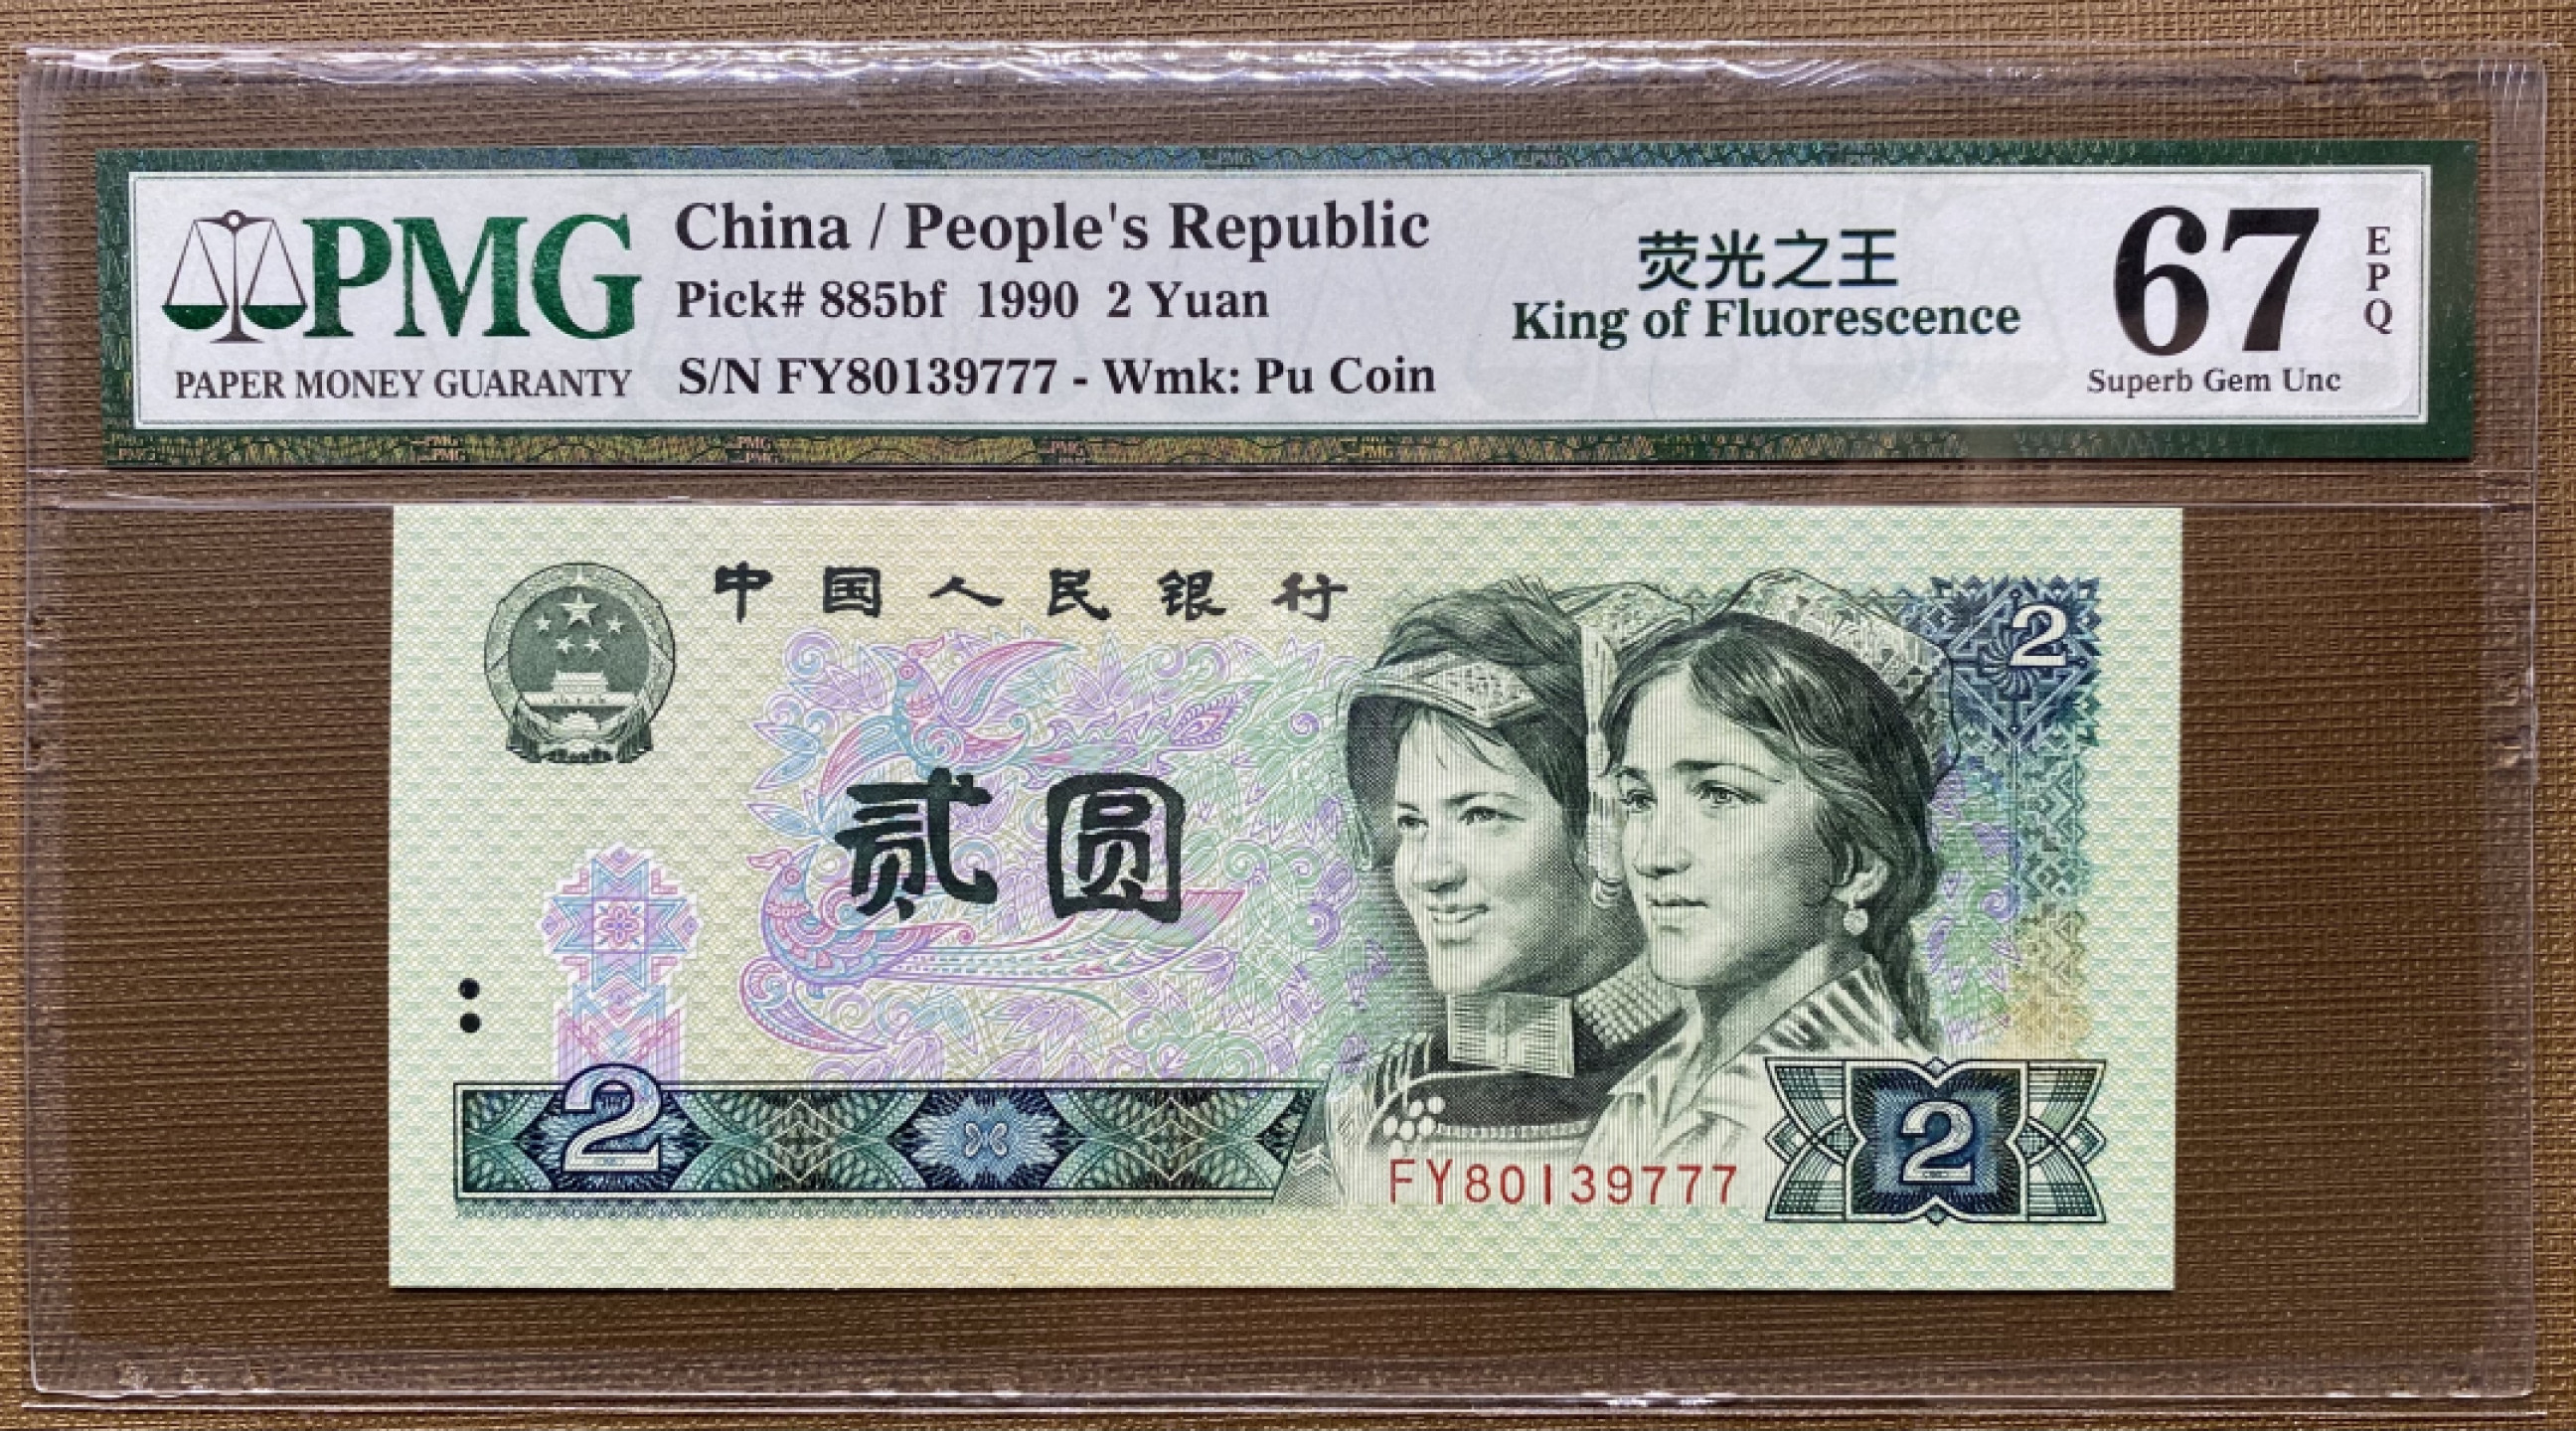 PMG
PAPER MONEY GUARANTY
China / People's Republic
Pick# 885bf 1990 2 Yuan
S/N FY80139777 - Wmk: Pu Coin
荧光之王
King of Fluorescence
67
EPQ
Superb Gem Unc
中国人民银行
2
贰圆
2
FY80139777
2